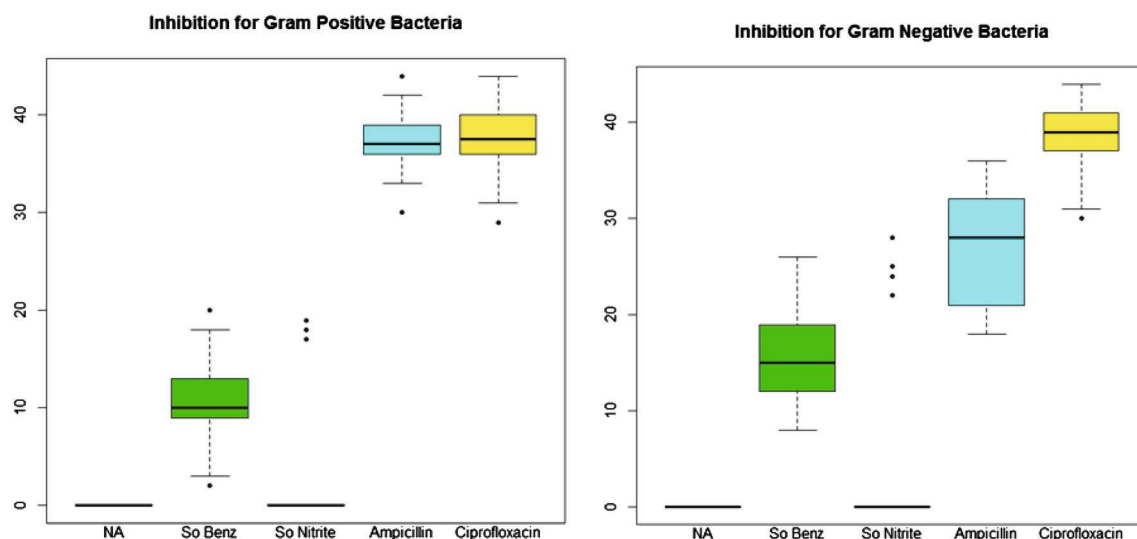 Inhibition for Gram Positive Bacteria
40
30
20
10
0
NA So Benz So Nitrite Ampicillin Ciprofloxacin
Inhibition for Gram Negative Bacteria
40
30
20
10
0
NA So Benz So Nitrite Ampicillin Ciprofloxacin